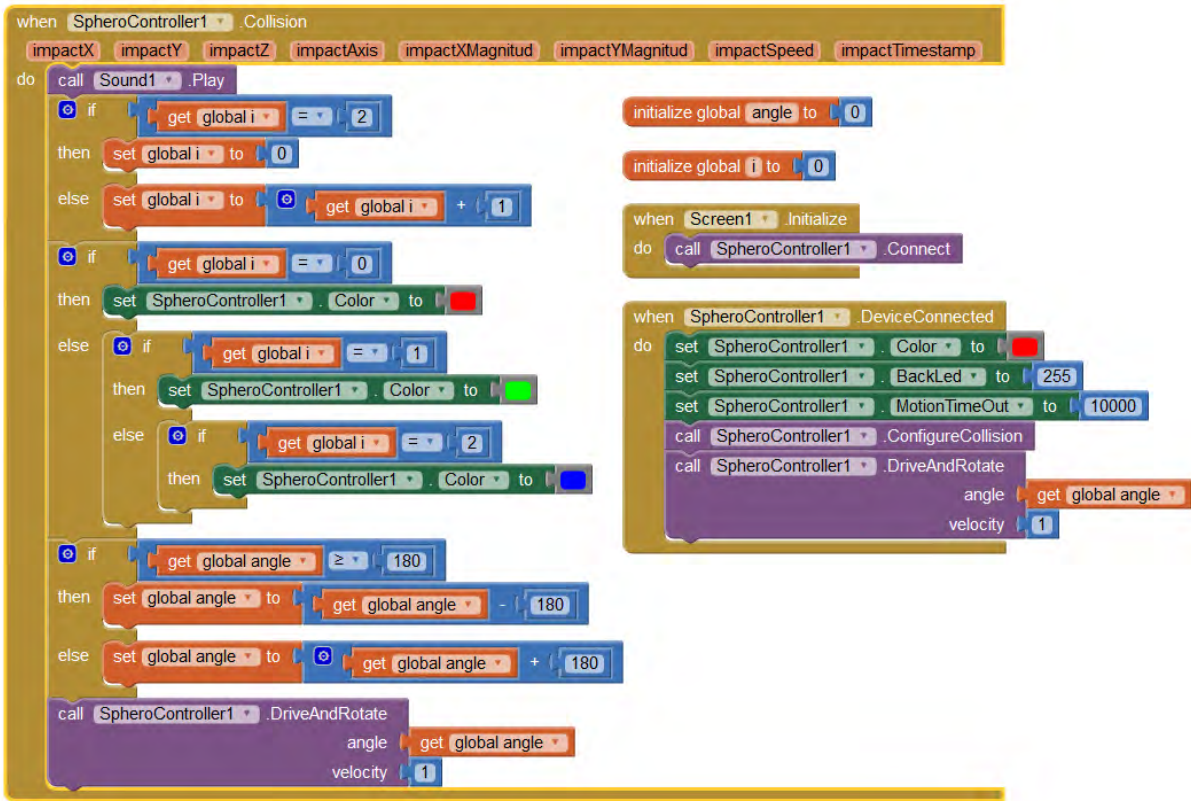 when SpheroController1 .Collision
impactX impactY impactZ impactAxis impactXMagnitud impactYMagnitud impactSpeed impactTimestamp
do call Sound1 .Play
if get global i = 2
then set global i to 0
else set global i to get global i + 1
if get global i = 0
then set SpheroController1 . Color to
else if get global i = 1
then set SpheroController1 . Color to
else if get global i = 2
then set SpheroController1 . Color to
if get global angle ≥ 180
then set global angle to get global angle - 180
else set global angle to get global angle + 180
call SpheroController1 .DriveAndRotate
angle get global angle
velocity 1
initialize global angle to 0
initialize global i to 0
when Screen1 .Initialize
do call SpheroController1 .Connect
when SpheroController1 .DeviceConnected
do set SpheroController1 . Color to
set SpheroController1 . BackLed to 255
set SpheroController1 . MotionTimeOut to 10000
call SpheroController1 .ConfigureCollision
call SpheroController1 .DriveAndRotate
angle get global angle
velocity 1